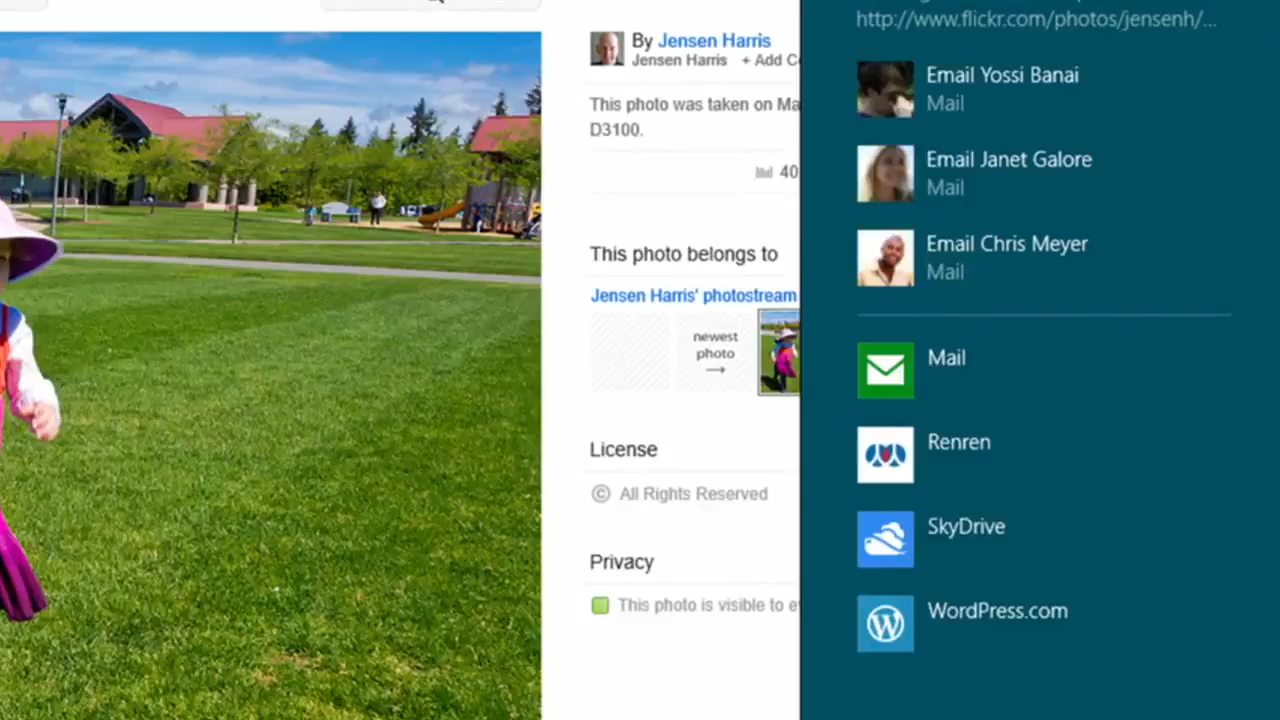 By Jensen Harris
Jensen Harris + Add
This photo was taken on
D3100.
40
This photo belongs to
Jensen Harris' photostream
newest
photo
License
© All Rights Reserved
Privacy
This photo is visible to
http://www.flickr.com/photos/jensenh/...
Email Yossi Banai
Mail
Email Janet Galore
Mail
Email Chris Meyer
Mail
Mail
Renren
SkyDrive
WordPress.com